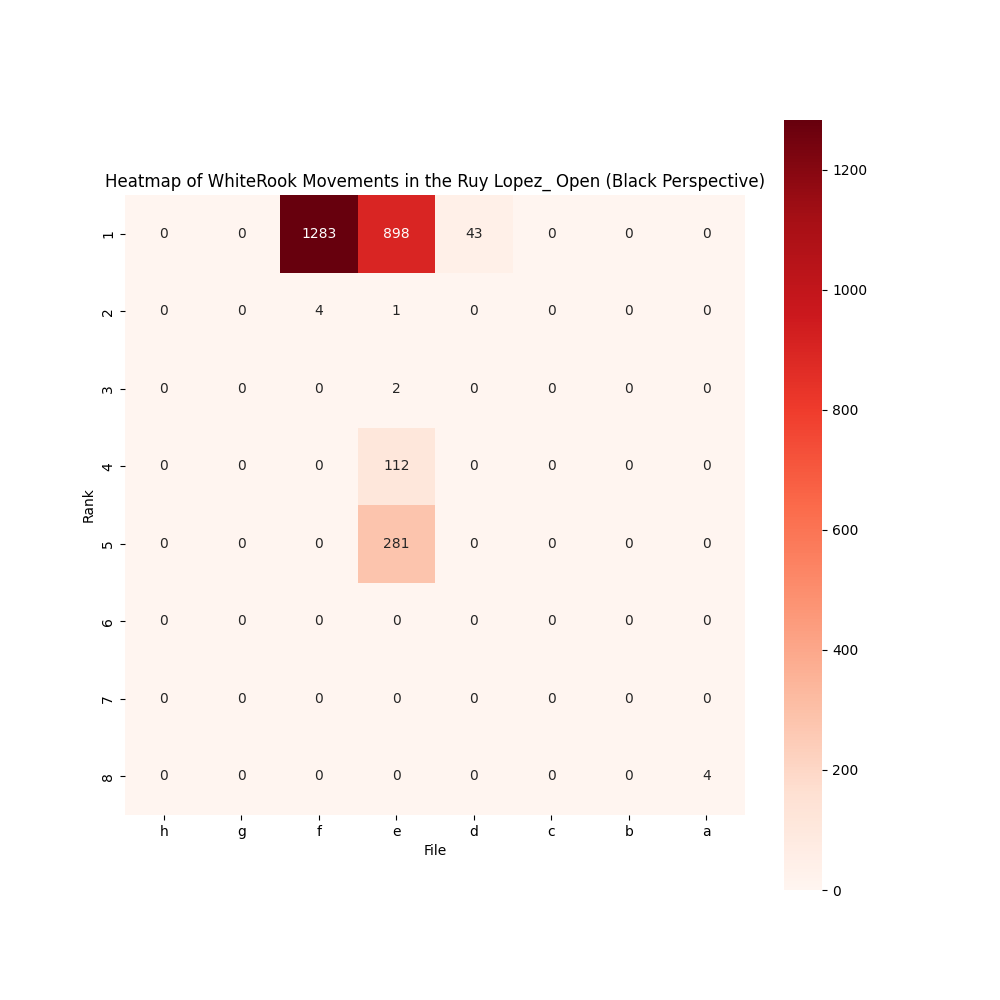 Heatmap of WhiteRook Movements in the Ruy Lopez_ Open (Black Perspective)
1 0 0 1283 898 43 0 0 0
2 0 0 4 1 0 0 0 0
3 0 0 0 2 0 0 0 0
4 0 0 0 112 0 0 0 0
Rank
5 0 0 0 281 0 0 0 0
6 0 0 0 0 0 0 0 0
7 0 0 0 0 0 0 0 0
8 0 0 0 0 0 0 0 4
h g f e d c b a
File
1200
1000
800
600
400
200
0